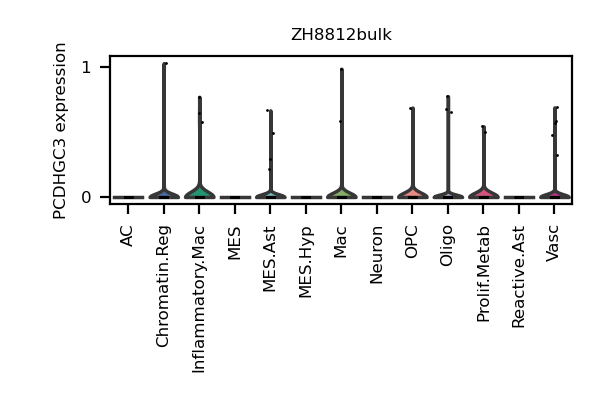 ZH8812bulk
PCDHGC3 expression
1
0
AC
Chromatin.Reg
Inflammatory.Mac
MES
MES.Ast
MES.Hyp
Mac
Neuron
OPC
Oligo
Prolif.Metab
Reactive.Ast
Vasc